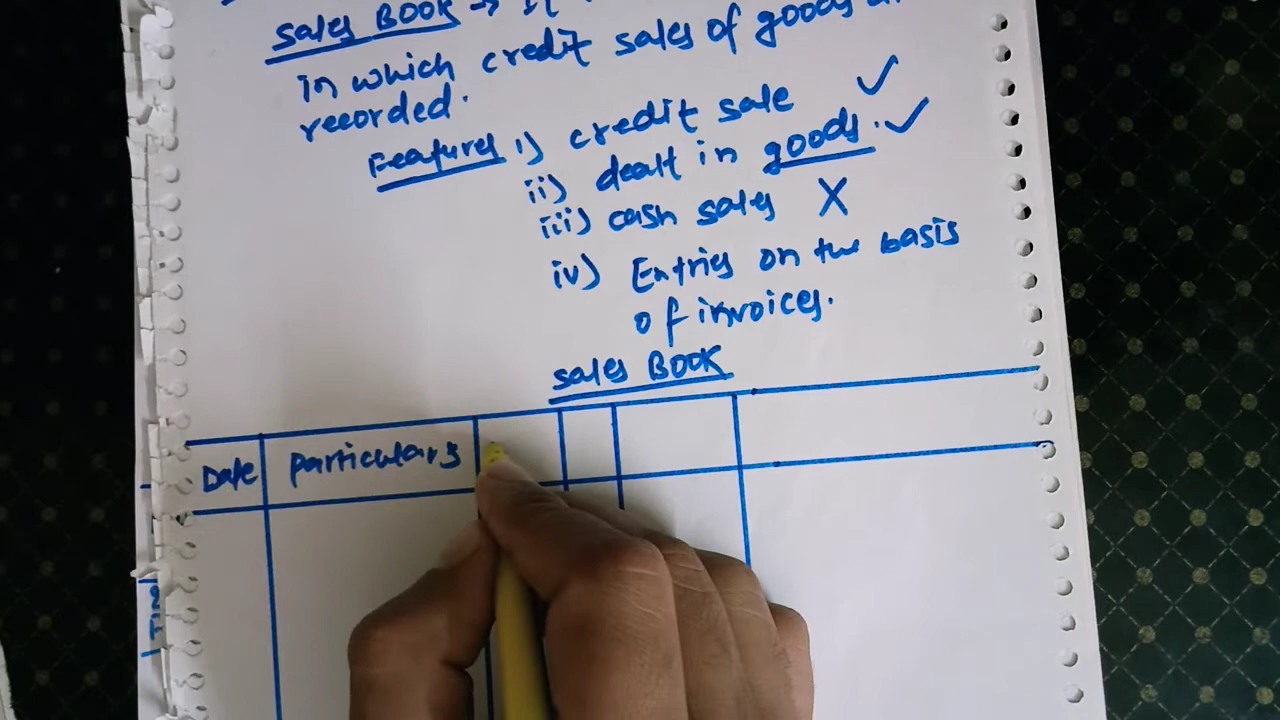 Sales BOOK → It
in which credit sales of goods
recorded.
Features i) credit sale ✓
ii) dealt in goods. ✓
iii) cash sales X
iv) Entries on the basis
of invoices.
Sales BOOK
Date Particulars